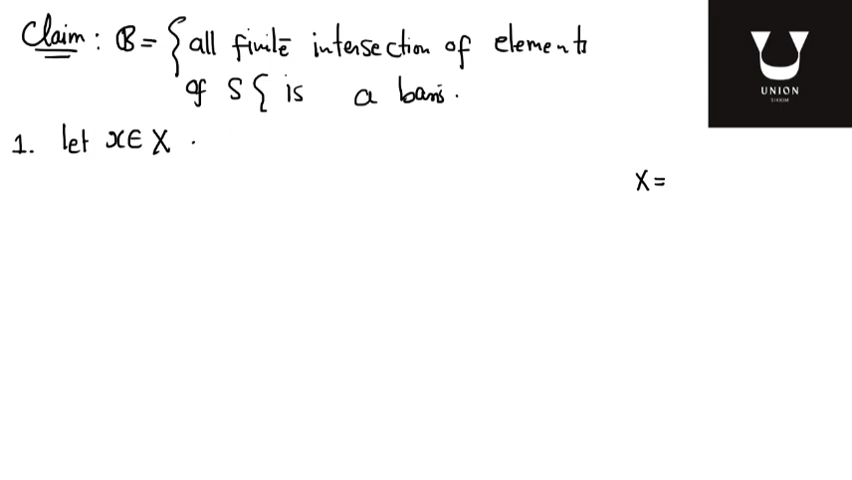 Claim: B = { all finite intersection of elements
of S { is a basis.
1. let x ∈ X .
X =
UNION